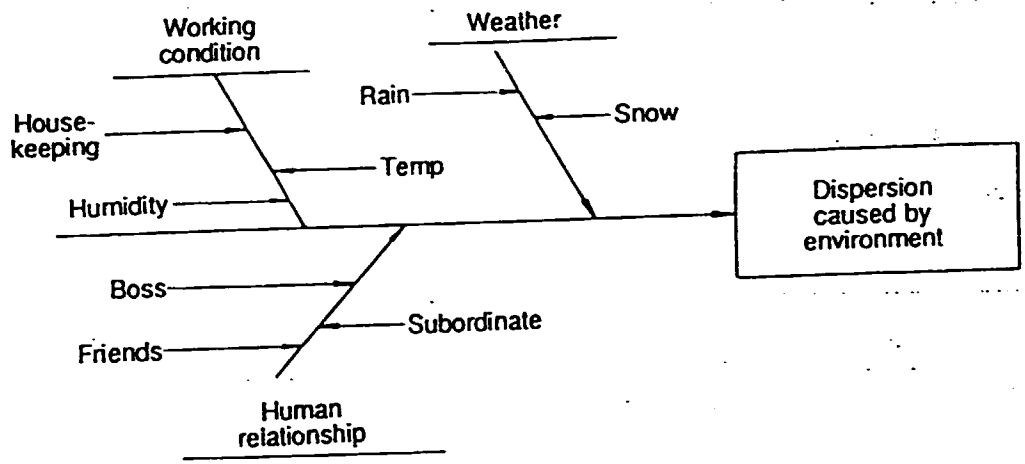 Working
condition
Weather
Rain
Snow
House-
keeping
Temp
Humidity
Dispersion
caused by
environment
Boss
Subordinate
Friends
Human
relationship